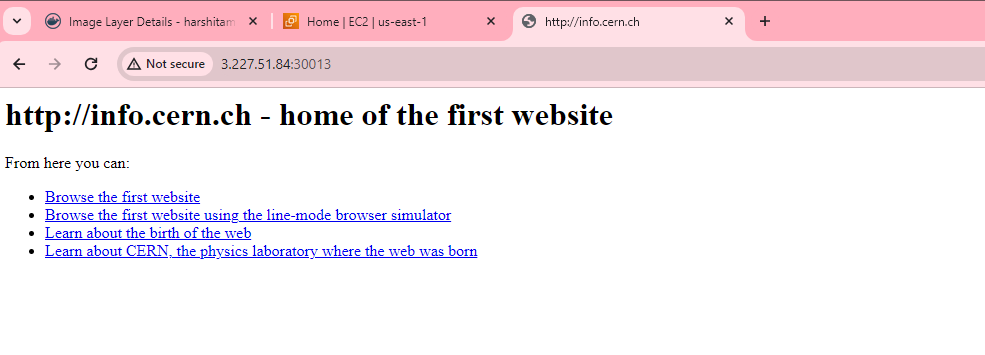 Image Layer Details - harshitam
Home | EC2 | us-east-1
http://info.cern.ch
Not secure
3.227.51.84:30013
http://info.cern.ch - home of the first website
From here you can:
Browse the first website
Browse the first website using the line-mode browser simulator
Learn about the birth of the web
Learn about CERN, the physics laboratory where the web was born